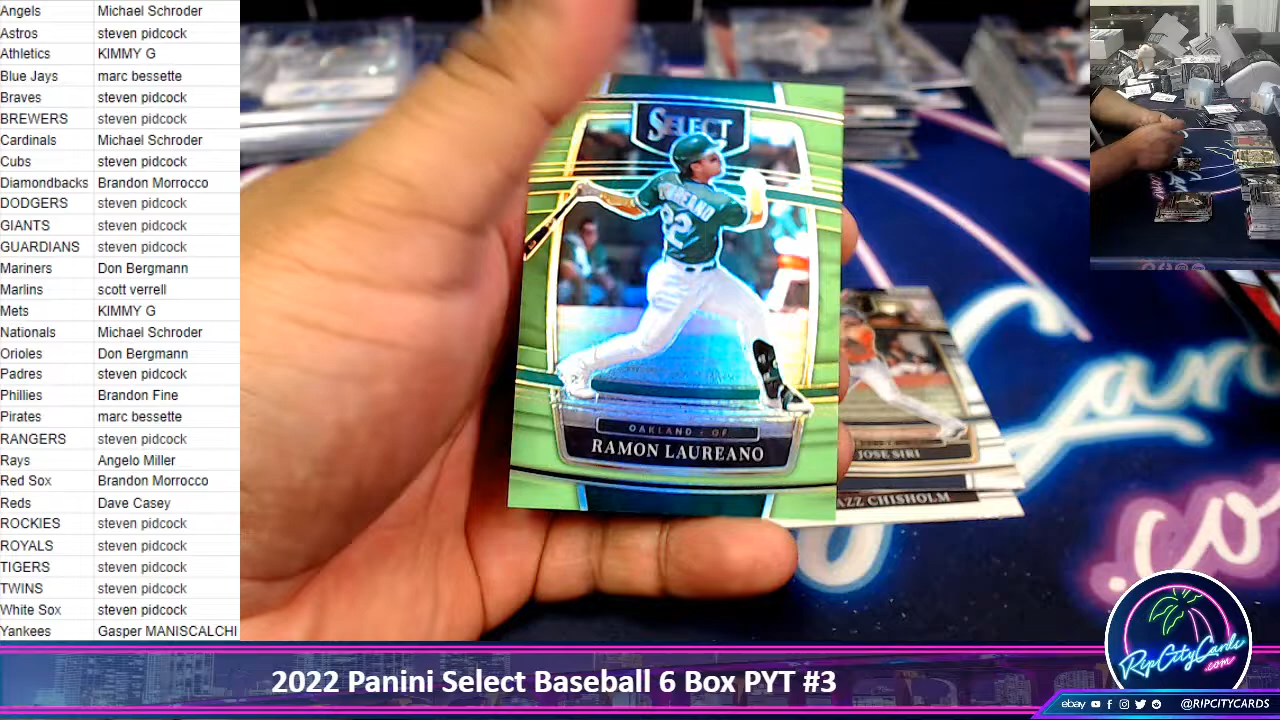 Angels Michael Schroder
Astros steven pidcock
Athletics KIMMY G
Blue Jays marc bessette
Braves steven pidcock
BREWERS steven pidcock
Cardinals Michael Schroder
Cubs steven pidcock
Diamondbacks Brandon Morrocco
DODGERS steven pidcock
GIANTS steven pidcock
GUARDIANS steven pidcock
Mariners Don Bergmann
Marlins scott verrell
Mets KIMMY G
Nationals Michael Schroder
Orioles Don Bergmann
Padres steven pidcock
Phillies Brandon Fine
Pirates marc bessette
RANGERS steven pidcock
Rays Angelo Miller
Red Sox Brandon Morrocco
Reds Dave Casey
ROCKIES steven pidcock
ROYALS steven pidcock
TIGERS steven pidcock
TWINS steven pidcock
White Sox steven pidcock
Yankees Gasper MANISCALCHI
SELECT
LAUREANO
22
OAKLAND - OF
RAMON LAUREANO
JOSE SIRI
AZZ CHISHOLM
.co
RipCityCards
.com
2022 Panini Select Baseball 6 Box PYT #3
ebay @RIPCITYCARDS